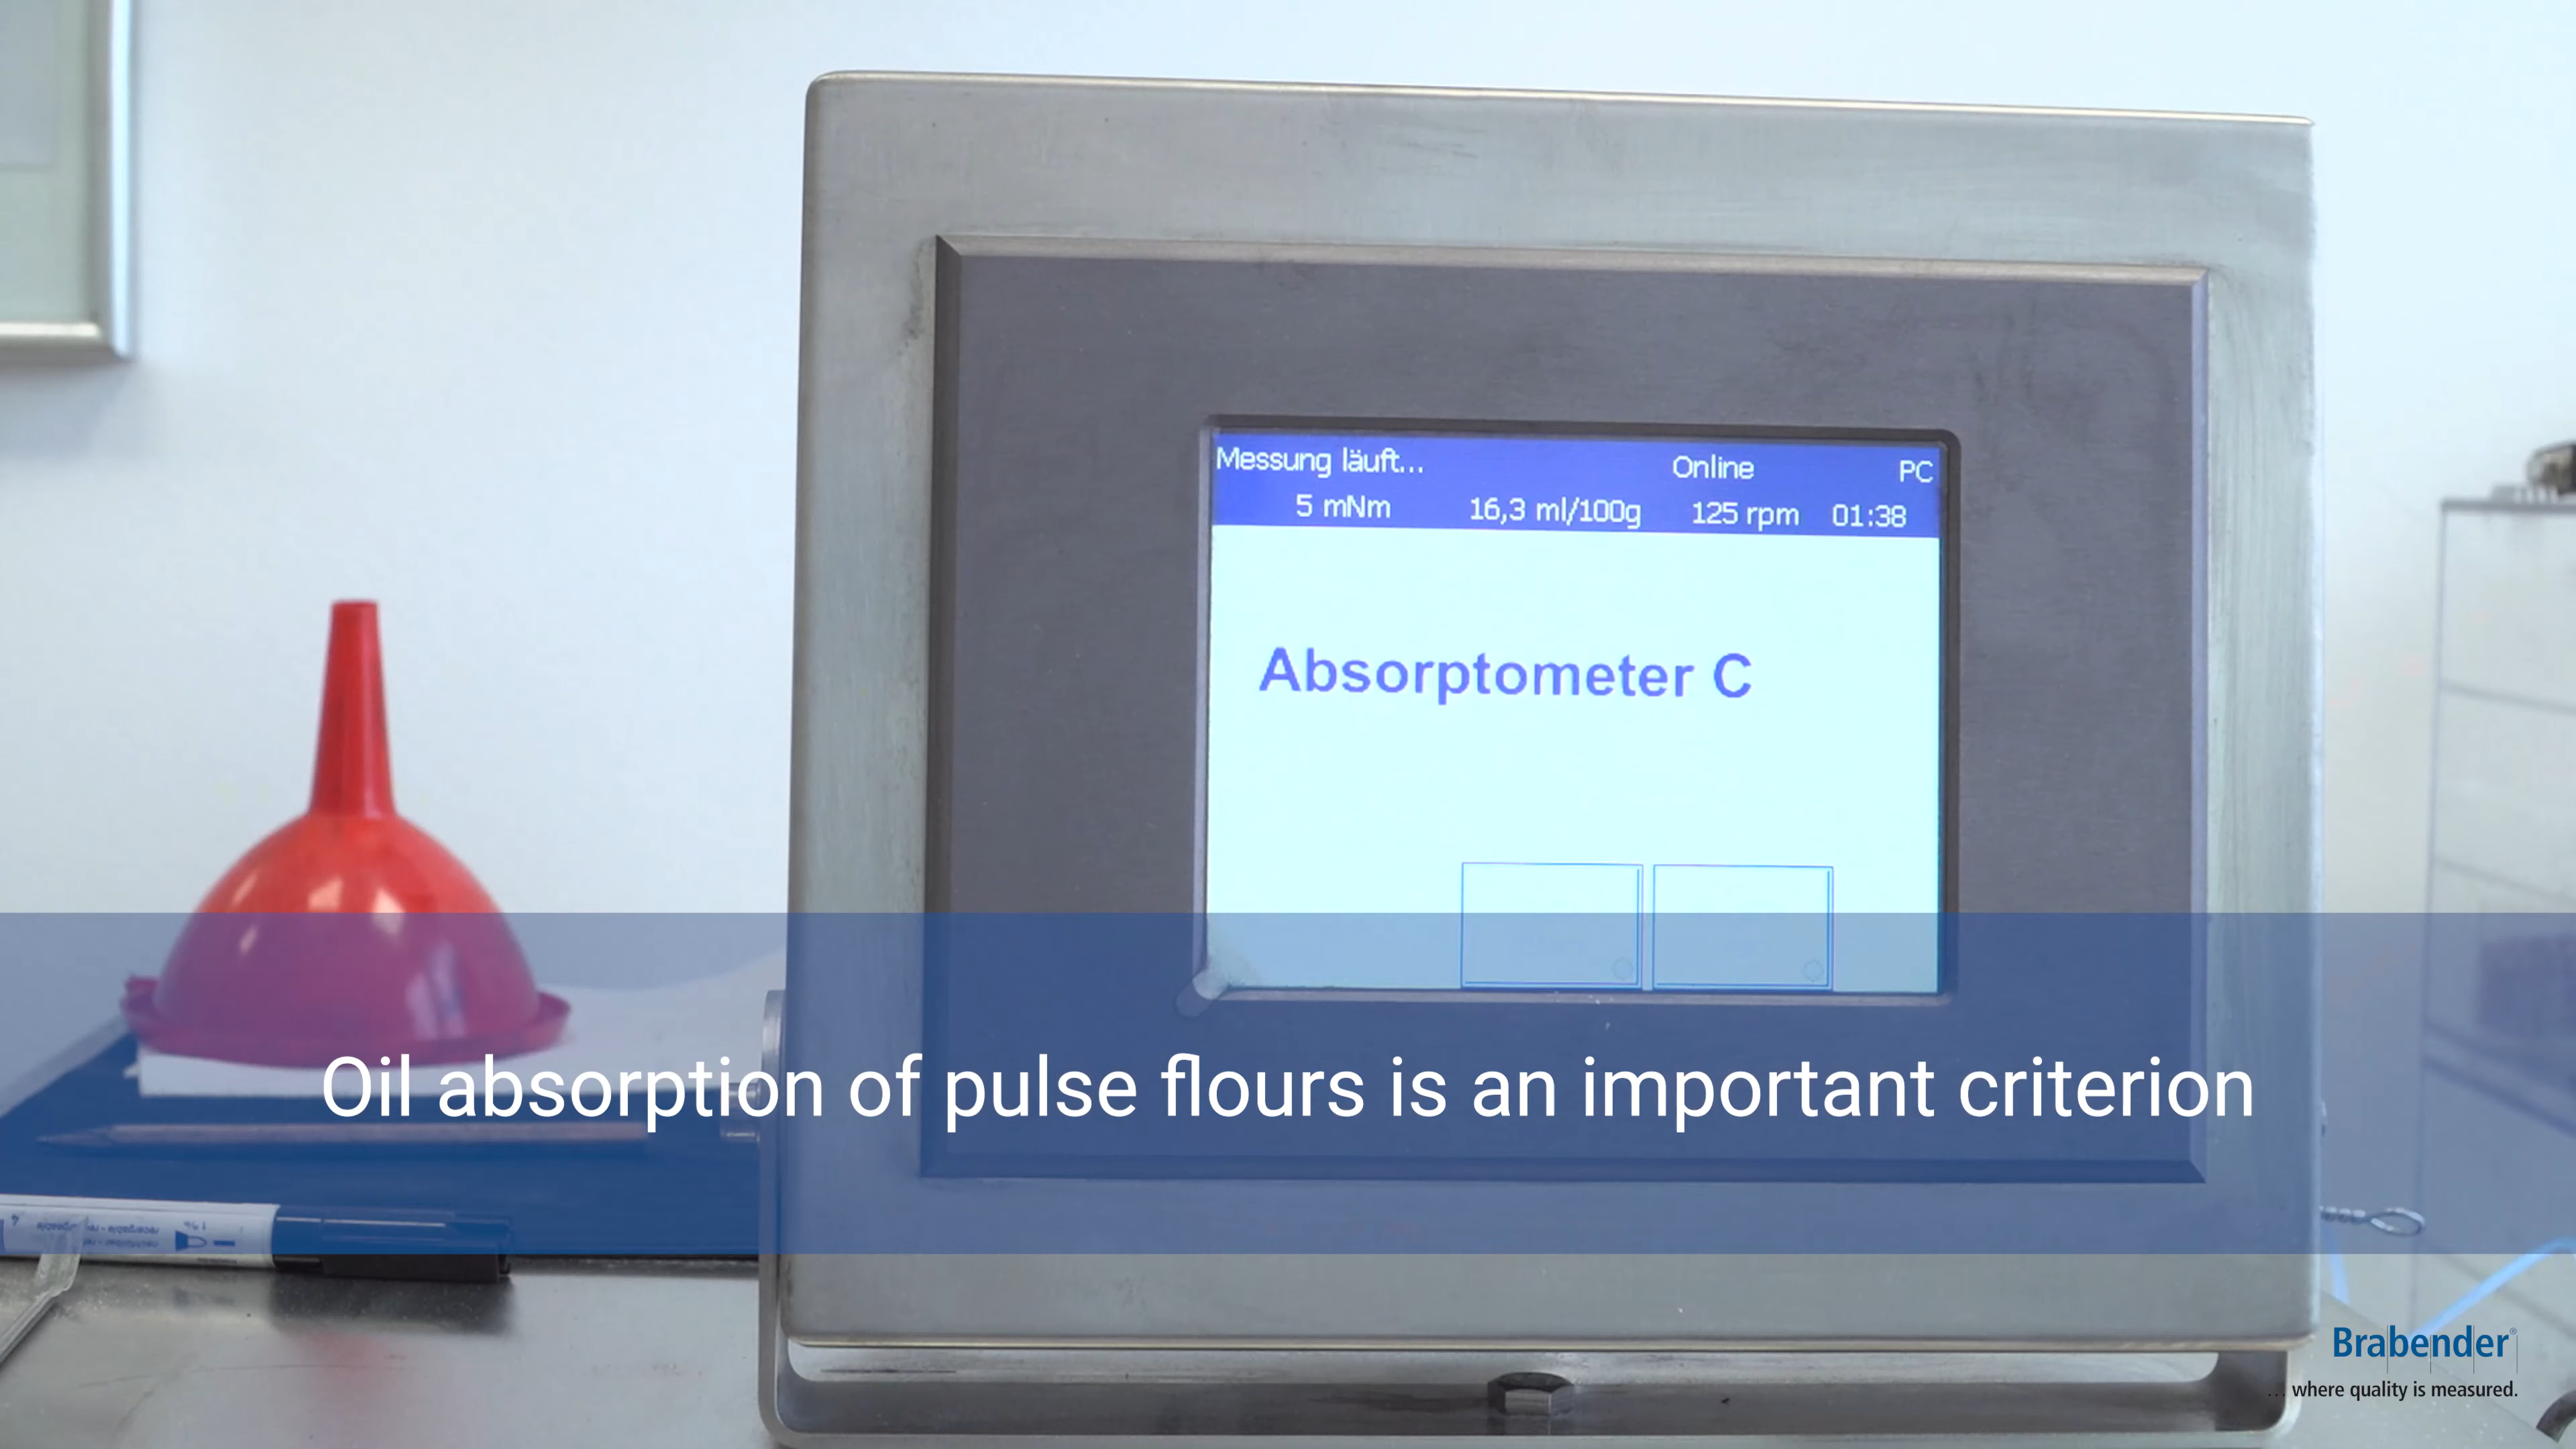 Messung läuft... Online PC
5 mNm 16,3 ml/100g 125 rpm 01:38
Absorptometer C
Oil absorption of pulse flours is an important criterion
Brabender®
... where quality is measured.